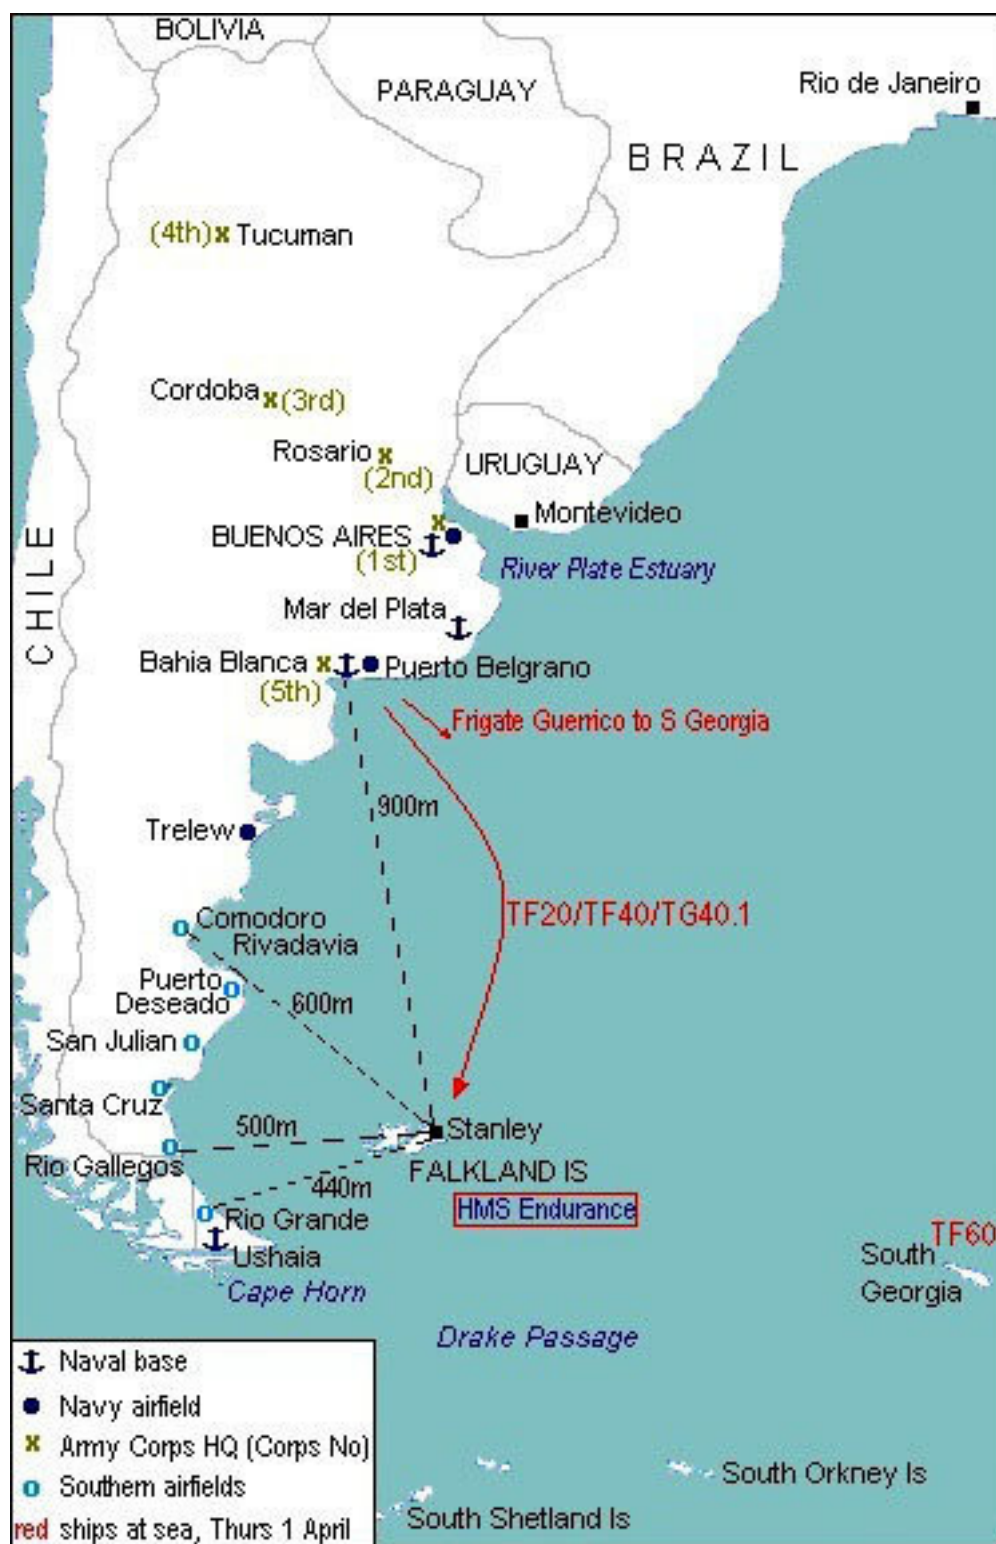 BOLIVIA
PARAGUAY
Rio de Janeiro
BRAZIL
(4th) x Tucuman
Cordoba x (3rd)
Rosario x
(2nd)
URUGUAY
Montevideo
BUENOS AIRES
(1st)
River Plate Estuary
CHILE
Mar del Plata
Bahia Blanca x
Puerto Belgrano
(5th)
Frigate Guerrico to S Georgia
900m
Trelew
TF20/TF40/TG40.1
Comodoro
Rivadavia
Puerto
Deseado
600m
San Julian
Santa Cruz
500m
Stanley
Rio Gallegos
FALKLAND IS
440m
HMS Endurance
Rio Grande
Ushaia
Cape Horn
TF60
South
Georgia
Drake Passage
Naval base
Navy airfield
x Army Corps HQ (Corps No)
o Southern airfields
red ships at sea, Thurs 1 April
South Orkney Is
South Shetland Is